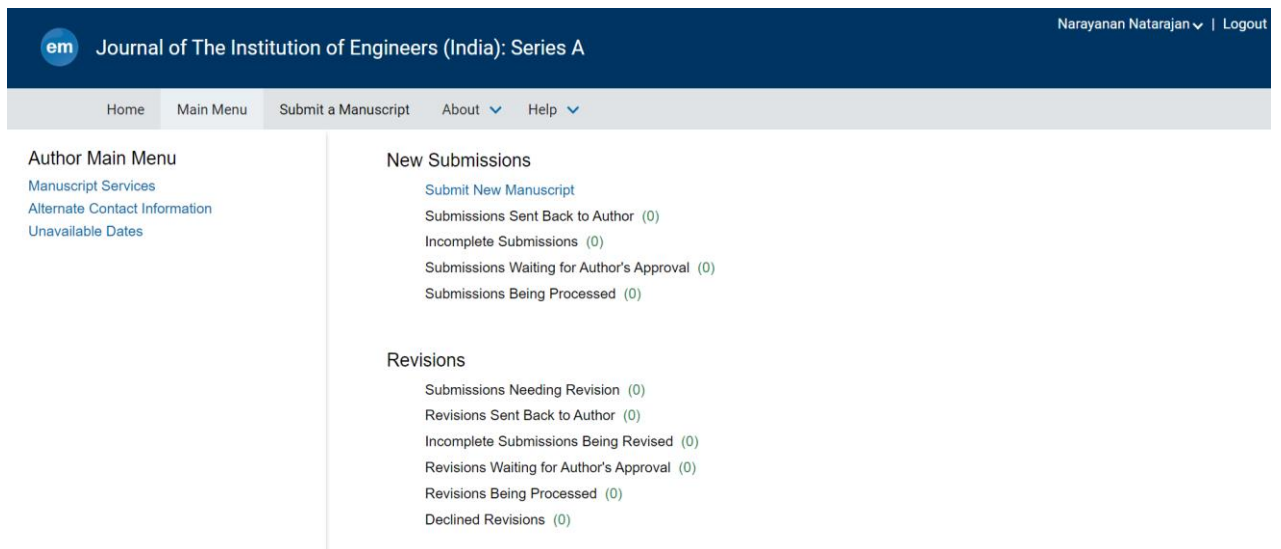 Narayanan Natarajan | Logout
em Journal of The Institution of Engineers (India): Series A
Home Main Menu Submit a Manuscript About Help
Author Main Menu
Manuscript Services
Alternate Contact Information
Unavailable Dates
New Submissions
Submit New Manuscript
Submissions Sent Back to Author (0)
Incomplete Submissions (0)
Submissions Waiting for Author's Approval (0)
Submissions Being Processed (0)
Revisions
Submissions Needing Revision (0)
Revisions Sent Back to Author (0)
Incomplete Submissions Being Revised (0)
Revisions Waiting for Author's Approval (0)
Revisions Being Processed (0)
Declined Revisions (0)